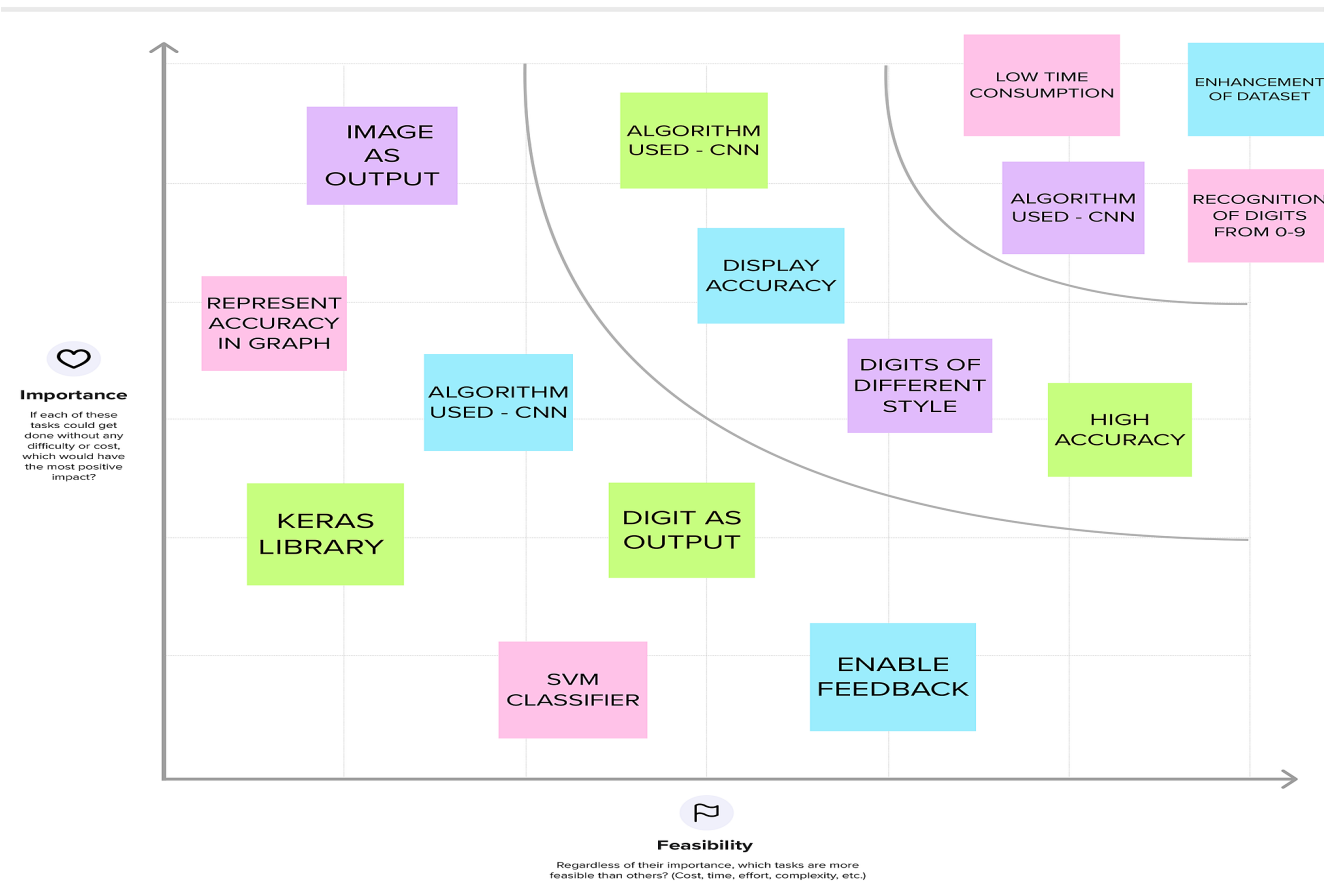 LOW TIME
CONSUMPTION
ENHANCEMENT
OF DATASET
IMAGE
AS
OUTPUT
ALGORITHM
USED - CNN
ALGORITHM
USED - CNN
RECOGNITION
OF DIGITS
FROM 0-9
DISPLAY
ACCURACY
REPRESENT
ACCURACY
IN GRAPH
ALGORITHM
USED - CNN
DIGITS OF
DIFFERENT
STYLE
HIGH
ACCURACY
Importance
If each of these
tasks could get
done without any
difficulty or cost,
which would have
the most positive
impact?
KERAS
LIBRARY
DIGIT AS
OUTPUT
SVM
CLASSIFIER
ENABLE
FEEDBACK
Feasibility
Regardless of their importance, which tasks are more
feasible than others? (Cost, time, effort, complexity, etc.)